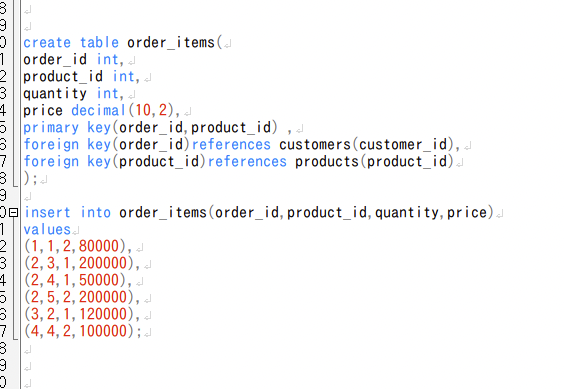 8
9
0 create table order_items(
1 order_id int,
2 product_id int,
3 quantity int,
4 price decimal(10,2),
5 primary key(order_id,product_id) ,
6 foreign key(order_id)references customers(customer_id),
7 foreign key(product_id)references products(product_id)
8 );
9
0 insert into order_items(order_id,product_id,quantity,price)
1 values
2 (1,1,2,80000),
3 (2,3,1,200000),
4 (2,4,1,50000),
5 (2,5,2,200000),
6 (3,2,1,120000),
7 (4,4,2,100000);
8
9
0